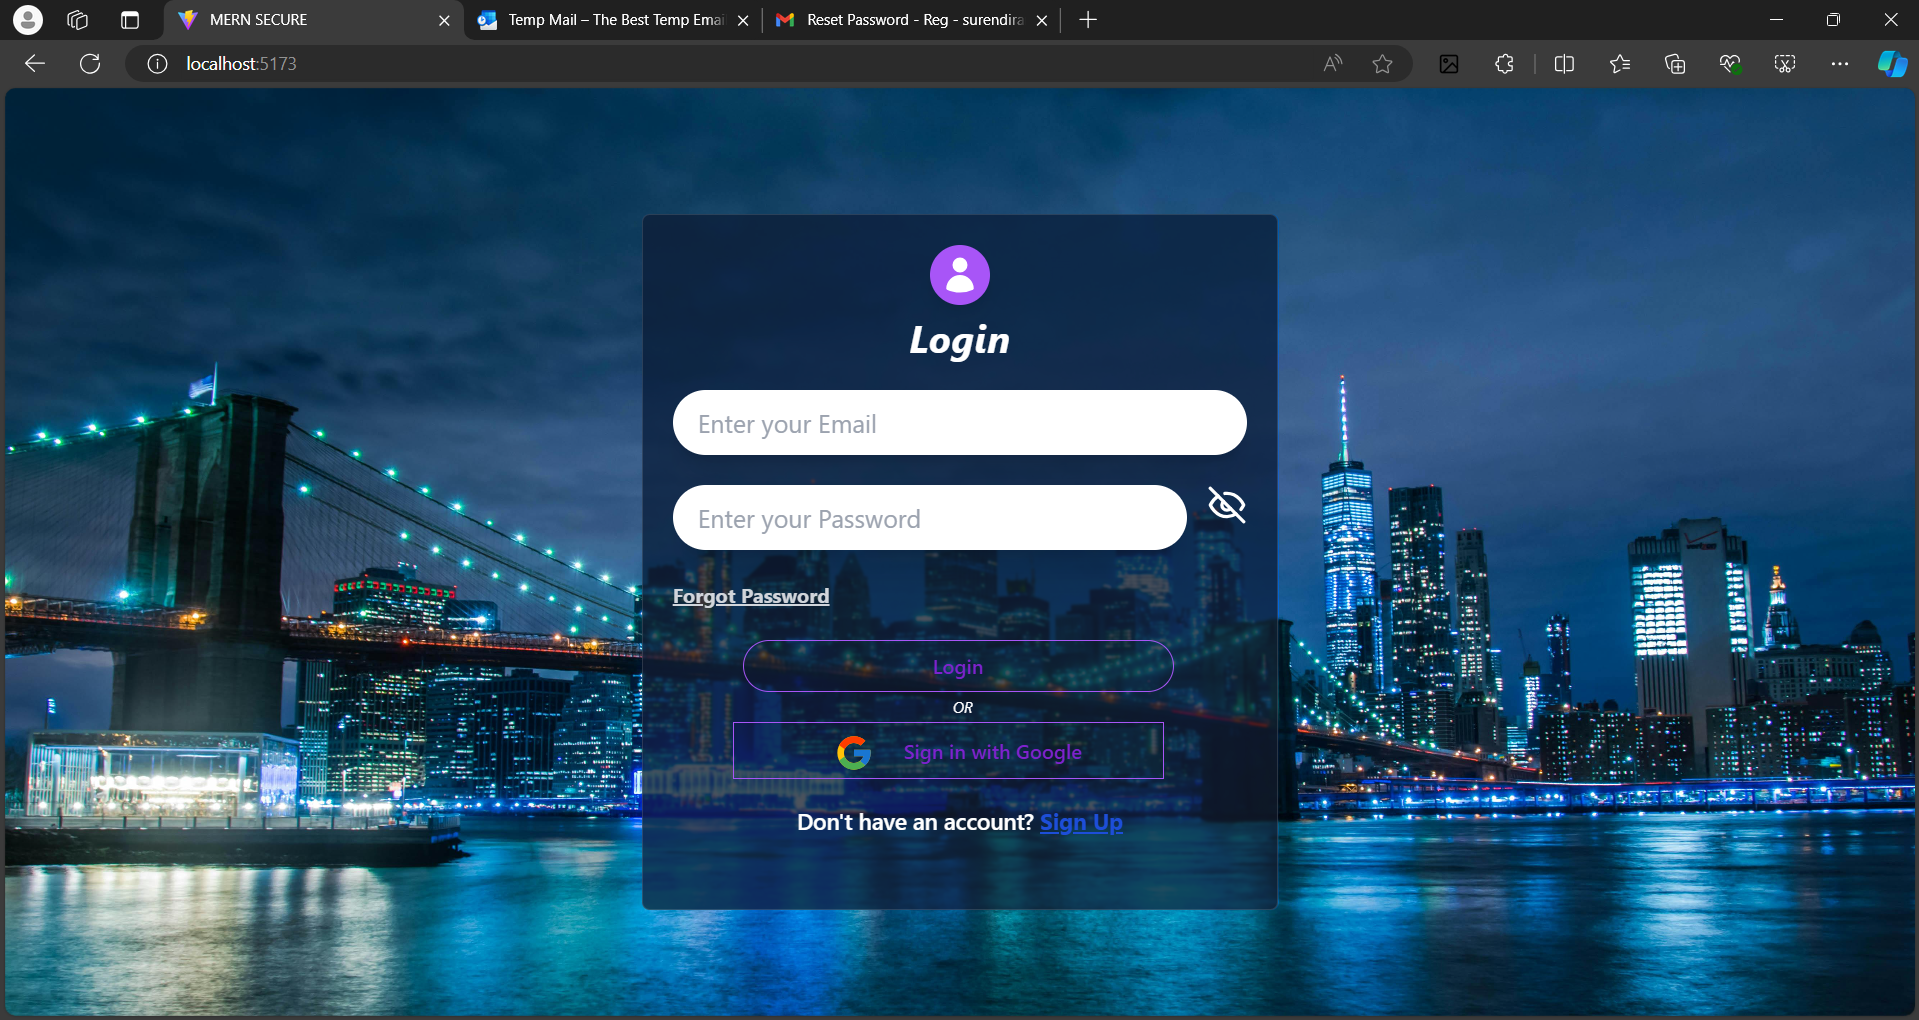 MERN SECURE
Temp Mail – The Best Temp Emai
Reset Password - Reg - surendira
localhost:5173
Login
Enter your Email
Enter your Password
Forgot Password
Login
OR
Sign in with Google
Don't have an account? Sign Up